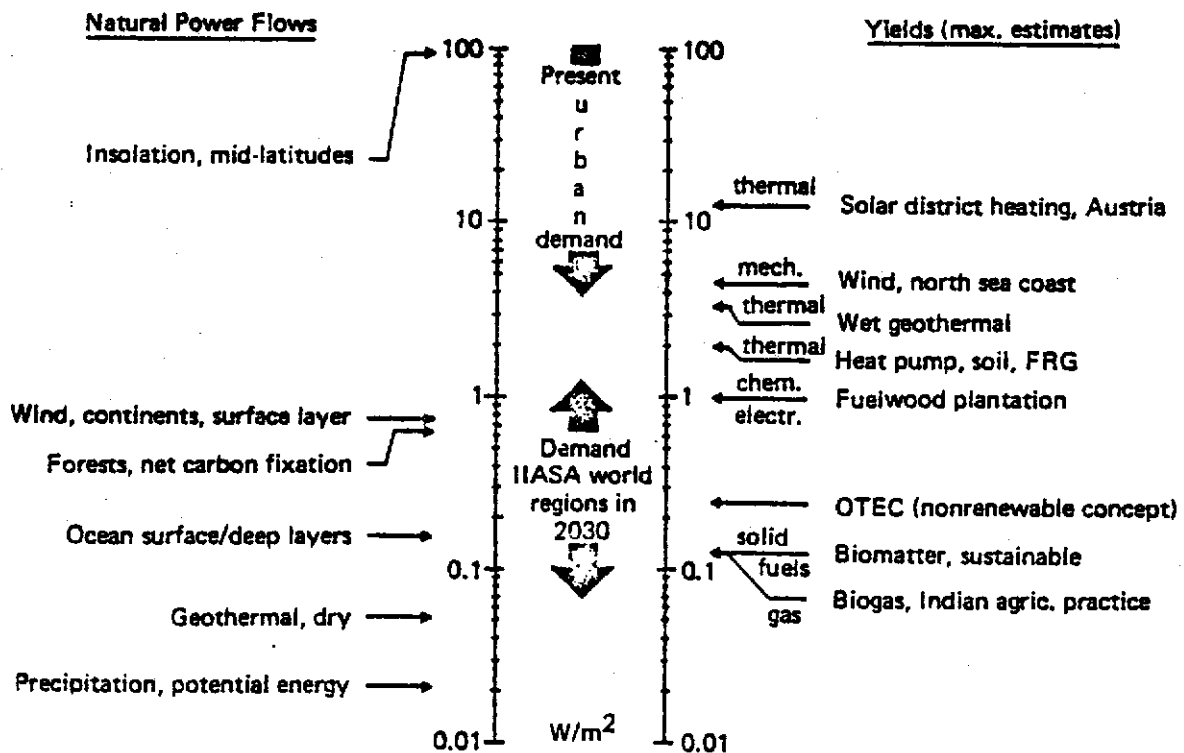 Natural Power Flows
Yields (max. estimates)
100
100
Present
u
r
b
a
n
demand
Insolation, mid-latitudes
thermal
Solar district heating, Austria
10
10
mech.
Wind, north sea coast
thermal
Wet geothermal
thermal
Heat pump, soil, FRG
1
1
chem.
electr.
Fuelwood plantation
Wind, continents, surface layer
Forests, net carbon fixation
Demand
IIASA world
regions in
2030
OTEC (nonrenewable concept)
Ocean surface/deep layers
solid
fuels
Biomatter, sustainable
0.1
0.1
gas
Biogas, Indian agric. practice
Geothermal, dry
Precipitation, potential energy
W/m²
0.01
0.01